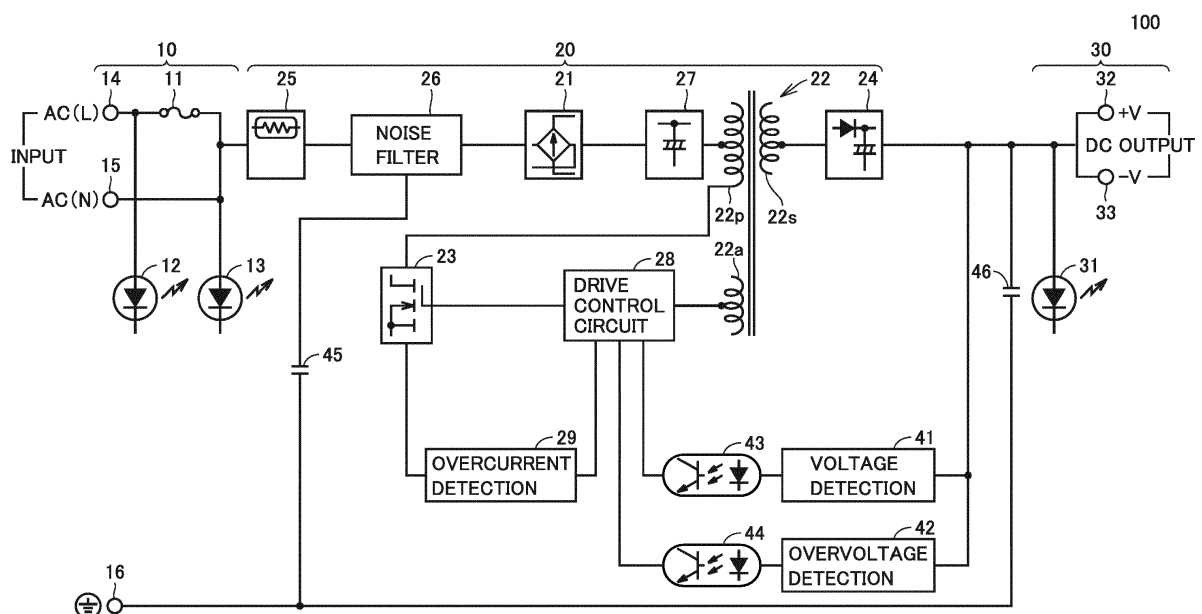 100
10 20 30
14 11 25 26 21 27 22 24 32
AC(L) +V
NOISE
FILTER
INPUT DC OUTPUT
15
AC(N) −V
22p 22s 33
12 13 23 28 22a 46 31
DRIVE
CONTROL
CIRCUIT
45
29 43 41
OVERCURRENT
DETECTION
VOLTAGE
DETECTION
44 42
OVERVOLTAGE
DETECTION
16